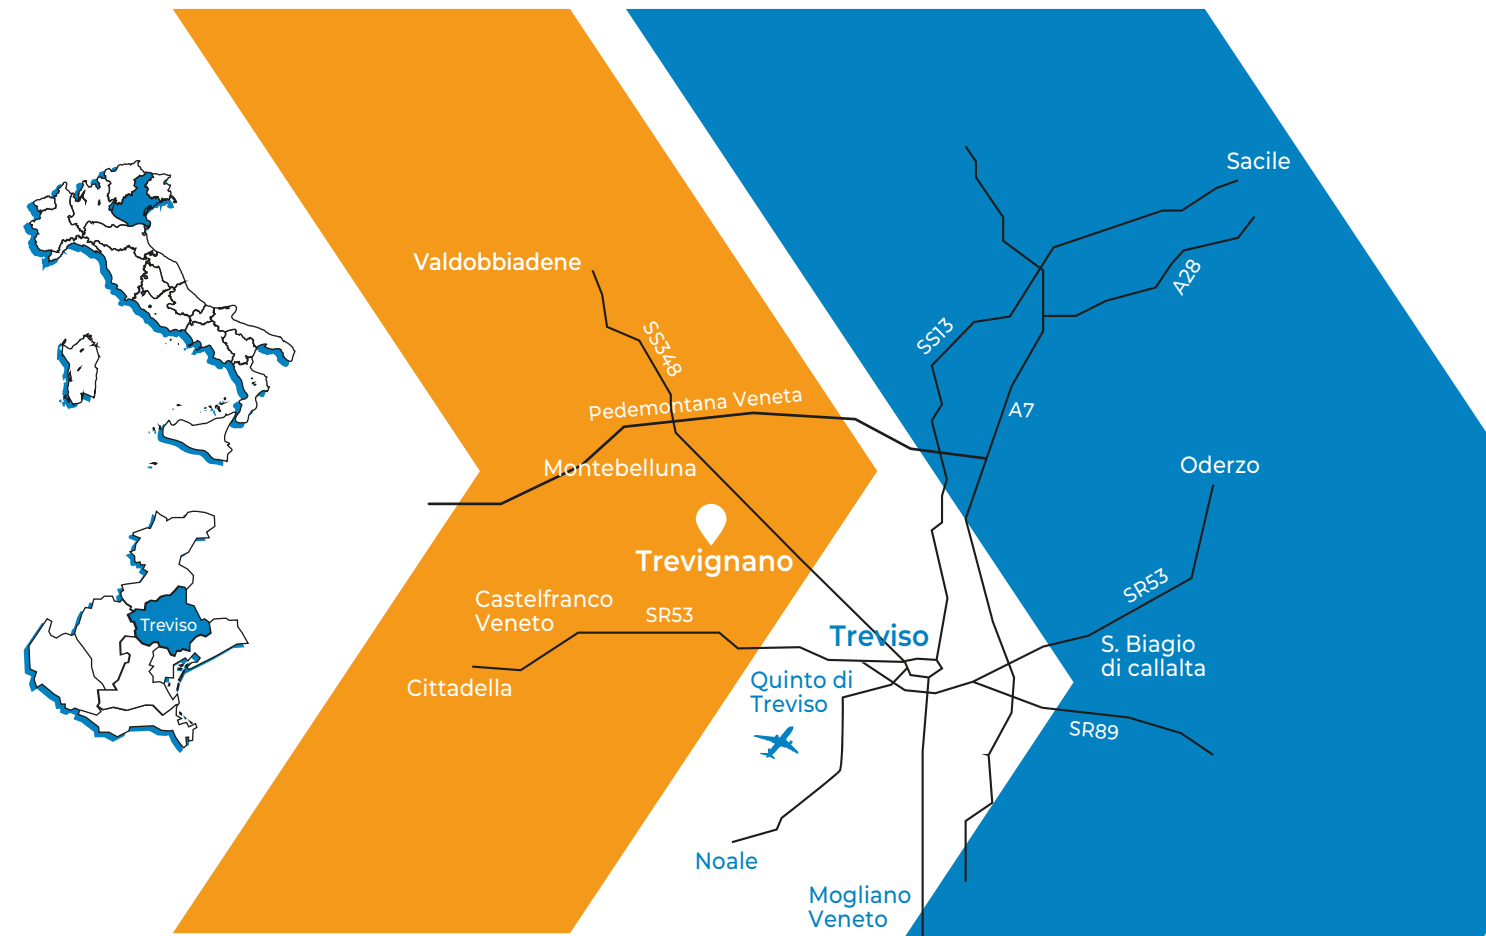 Sacile
Valdobbiadene
A28
SS13
SS348
Pedemontana Veneta
A7
Montebelluna
Oderzo
Trevignano
SR53
Castelfranco
Veneto
SR53
Treviso
Treviso
S. Biagio
di callalta
Cittadella
Quinto di
Treviso
SR89
Noale
Mogliano
Veneto